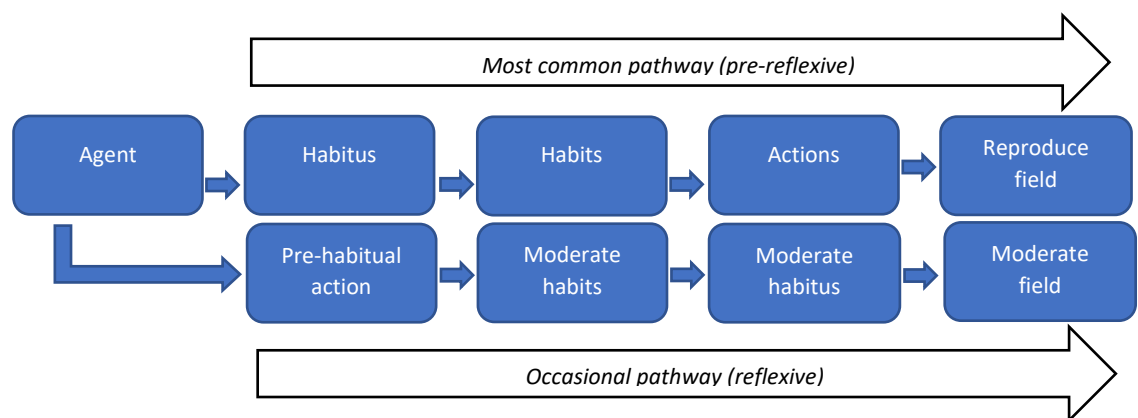 Most common pathway (pre-reflexive)
Agent
Habitus
Habits
Actions
Reproduce
field
Pre-habitual
action
Moderate
habits
Moderate
habitus
Moderate
field
Occasional pathway (reflexive)